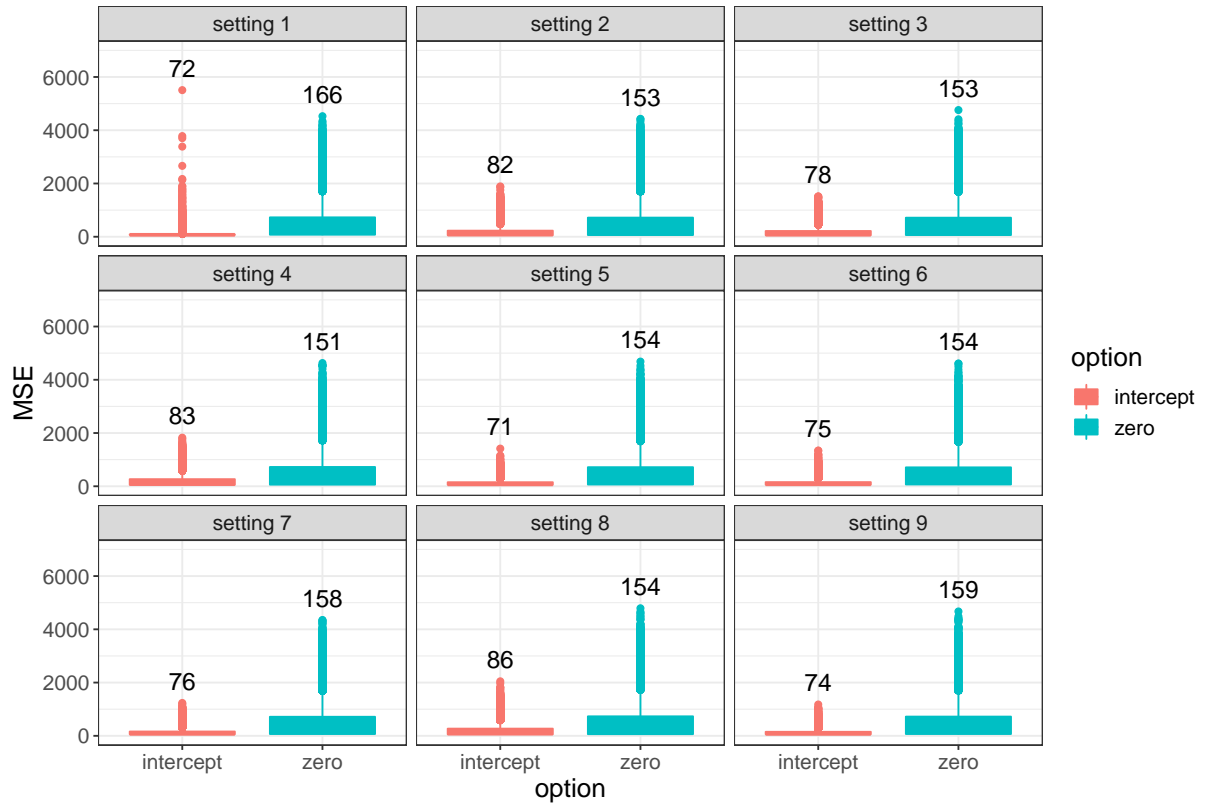 setting 1
setting 2
setting 3
6000
4000
2000
0
72
166
82
153
78
153
setting 4
setting 5
setting 6
6000
4000
2000
0
83
151
71
154
75
154
setting 7
setting 8
setting 9
6000
4000
2000
0
76
158
86
154
74
159
intercept
zero
intercept
zero
intercept
zero
option
MSE
option
intercept
zero